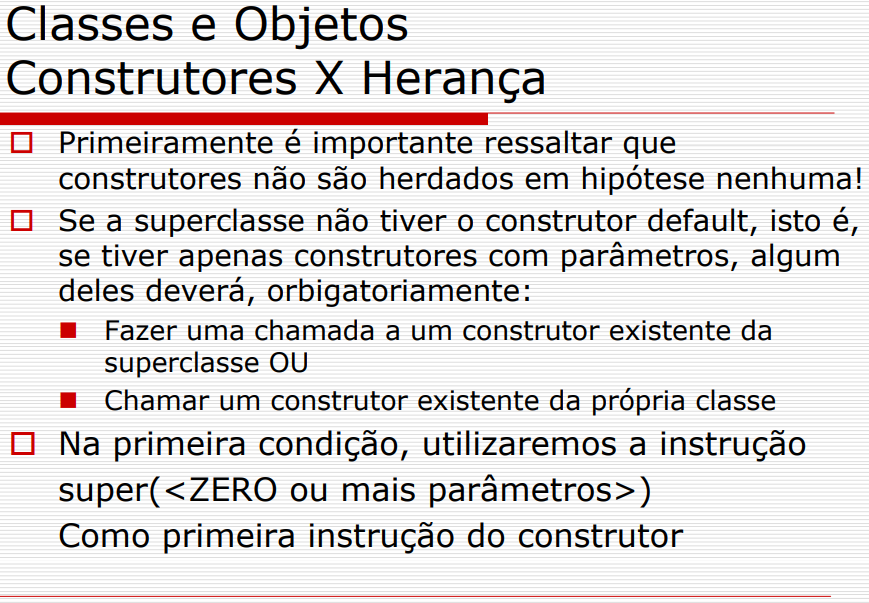 Classes e Objetos
Construtores X Herança
Primeiramente é importante ressaltar que
construtores não são herdados em hipótese nenhuma!
Se a superclasse não tiver o construtor default, isto é,
se tiver apenas construtores com parâmetros, algum
deles deverá, orbigatoriamente:
Fazer uma chamada a um construtor existente da
superclasse OU
Chamar um construtor existente da própria classe
Na primeira condição, utilizaremos a instrução
super(<ZERO ou mais parâmetros>)
Como primeira instrução do construtor